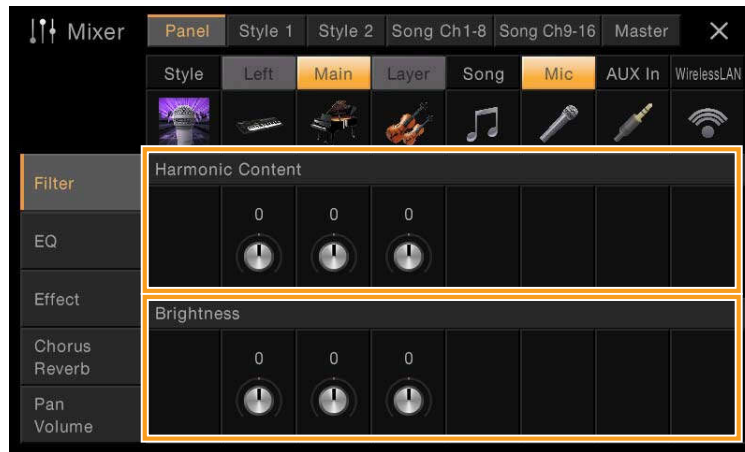 Mixer
Panel Style 1 Style 2 Song Ch1-8 Song Ch9-16 Master
Style Left Main Layer Song Mic AUX In WirelessLAN
Filter
Harmonic Content
0 0 0
EQ
Effect
Brightness
Chorus
Reverb
0 0 0
Pan
Volume